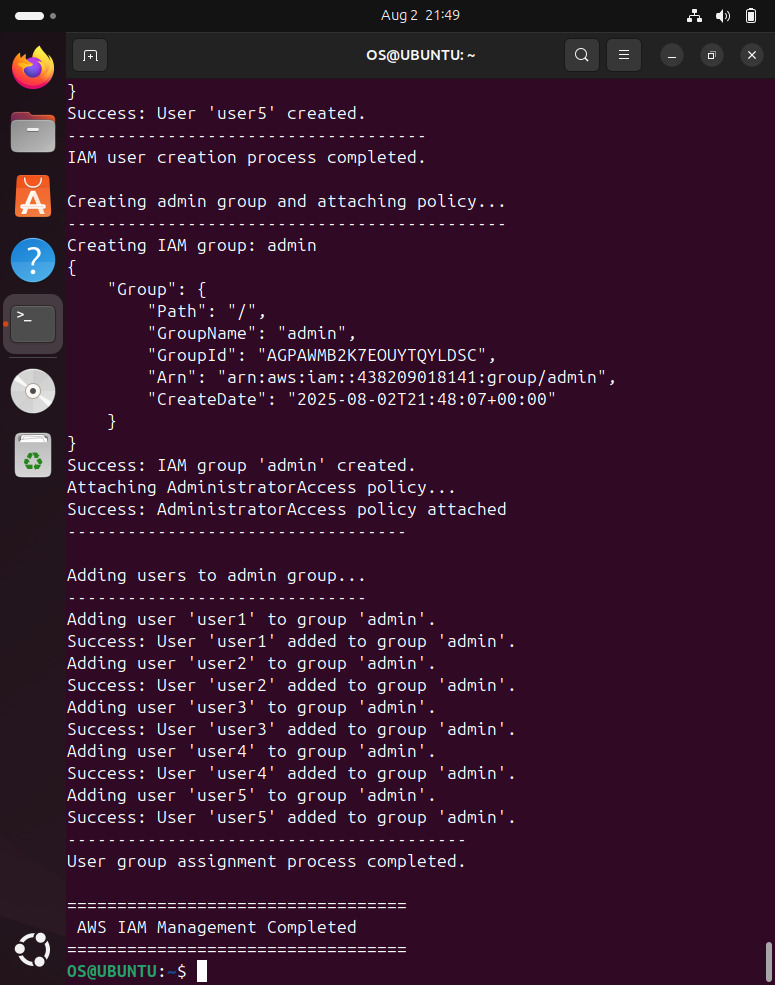 Aug 2 21:49
OS@UBUNTU: ~
}
Success: User 'user5' created.
------------------------------------
IAM user creation process completed.
Creating admin group and attaching policy...
--------------------------------------------
Creating IAM group: admin
{
    "Group": {
        "Path": "/",
        "GroupName": "admin",
        "GroupId": "AGPAWMB2K7EOUYTQYLDSC",
        "Arn": "arn:aws:iam::438209018141:group/admin",
        "CreateDate": "2025-08-02T21:48:07+00:00"
    }
}
Success: IAM group 'admin' created.
Attaching AdministratorAccess policy...
Success: AdministratorAccess policy attached
----------------------------------
Adding users to admin group...
------------------------------
Adding user 'user1' to group 'admin'.
Success: User 'user1' added to group 'admin'.
Adding user 'user2' to group 'admin'.
Success: User 'user2' added to group 'admin'.
Adding user 'user3' to group 'admin'.
Success: User 'user3' added to group 'admin'.
Adding user 'user4' to group 'admin'.
Success: User 'user4' added to group 'admin'.
Adding user 'user5' to group 'admin'.
Success: User 'user5' added to group 'admin'.
----------------------------------------
User group assignment process completed.
==================================
 AWS IAM Management Completed
==================================
OS@UBUNTU:~$